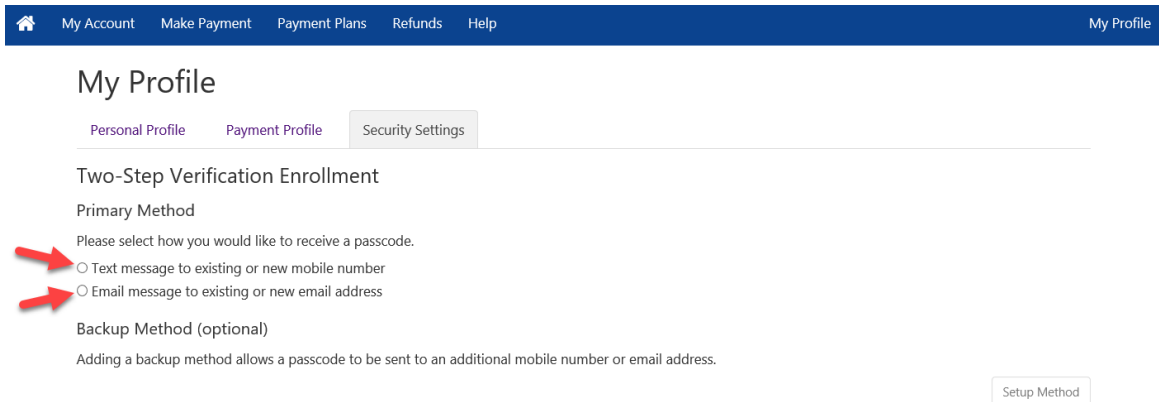 My Account Make Payment Payment Plans Refunds Help My Profile
My Profile
Personal Profile Payment Profile Security Settings
Two-Step Verification Enrollment
Primary Method
Please select how you would like to receive a passcode.
Text message to existing or new mobile number
Email message to existing or new email address
Backup Method (optional)
Adding a backup method allows a passcode to be sent to an additional mobile number or email address.
Setup Method